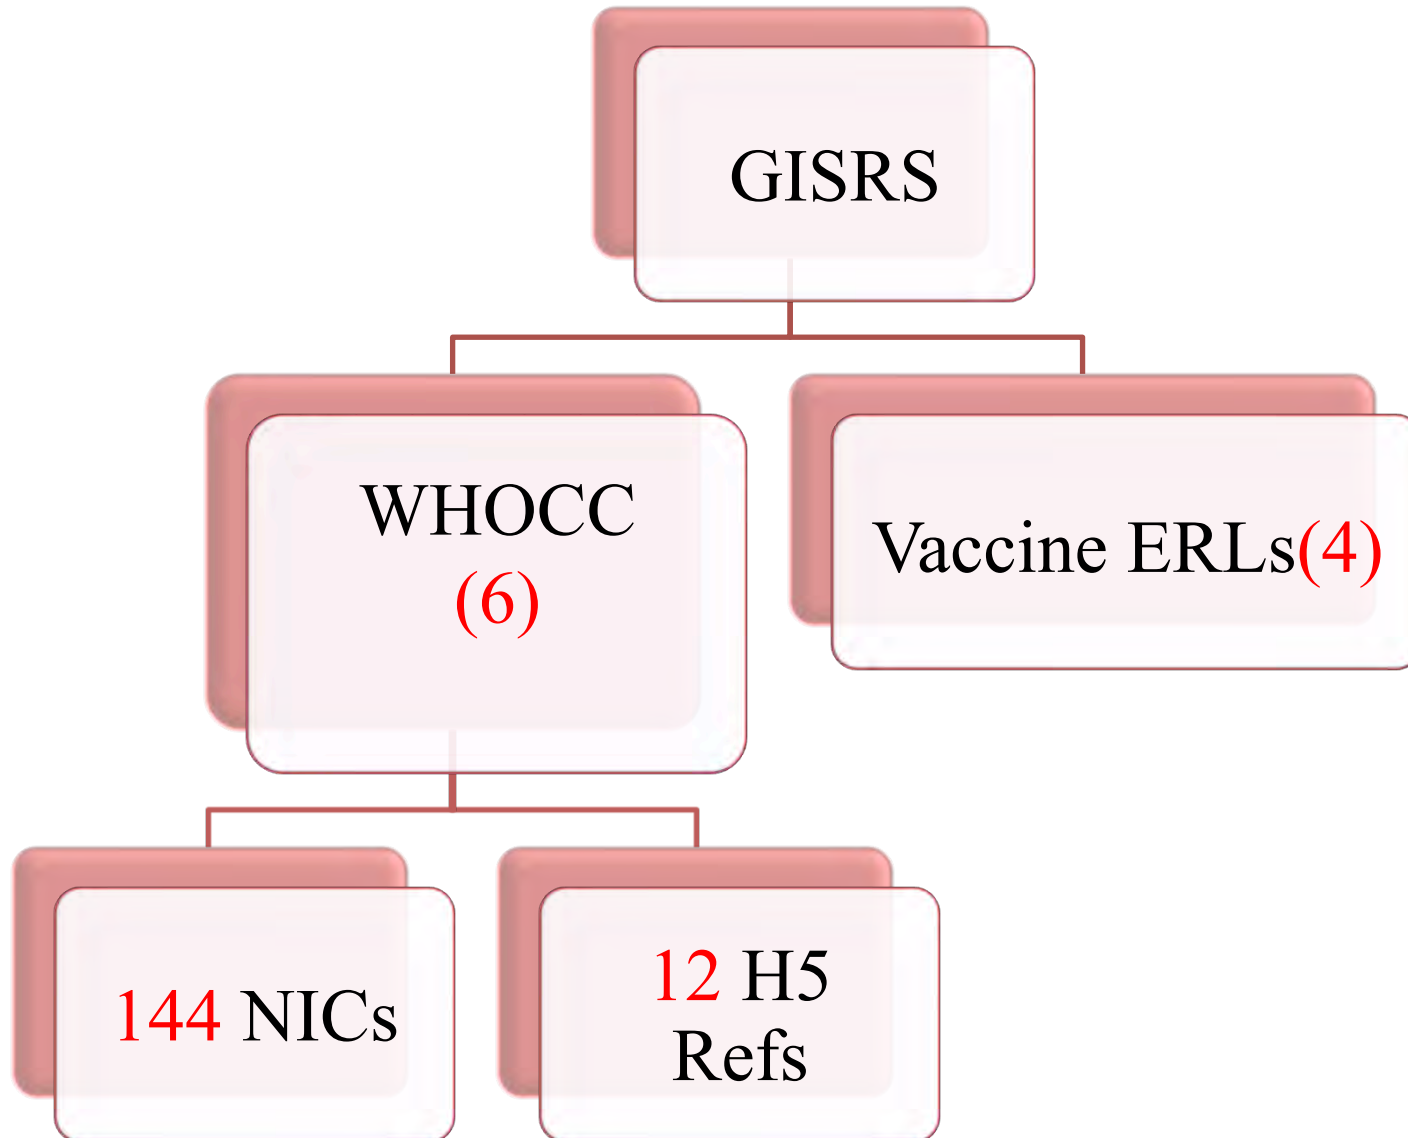 GISRS
WHOCC
(6)
Vaccine ERLs(4)
144 NICs
12 H5
Refs